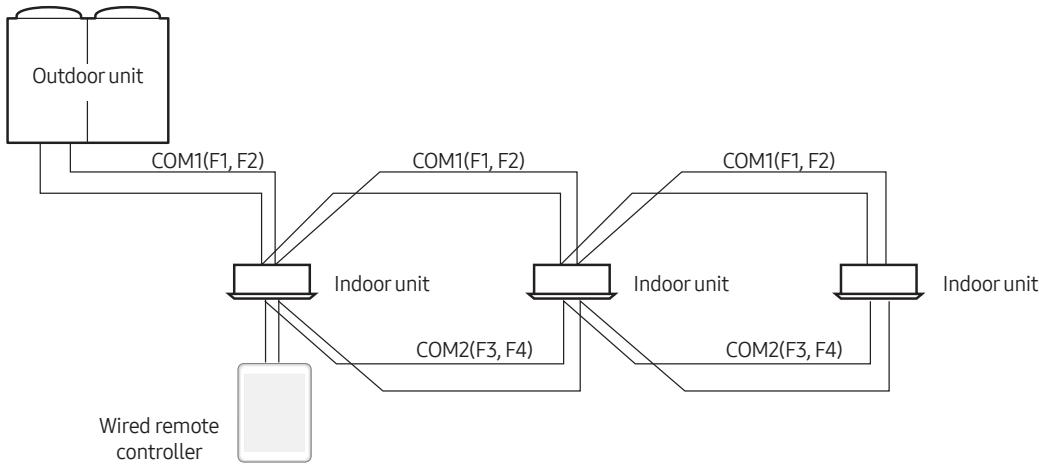 Outdoor unit
COM1(F1, F2)
COM1(F1, F2)
COM1(F1, F2)
Indoor unit
Indoor unit
Indoor unit
COM2(F3, F4)
COM2(F3, F4)
Wired remote
controller